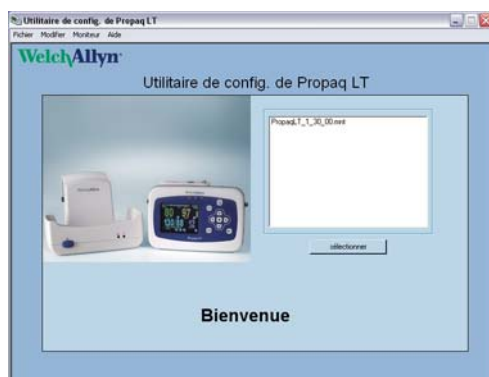 Utilitaire de config. de Propaq LT
Fichier Modifier Moniteur Aide
WelchAllyn
Utilitaire de config. de Propaq LT
PropaqLT_1_30_00.mnt
sélectionner
Bienvenue